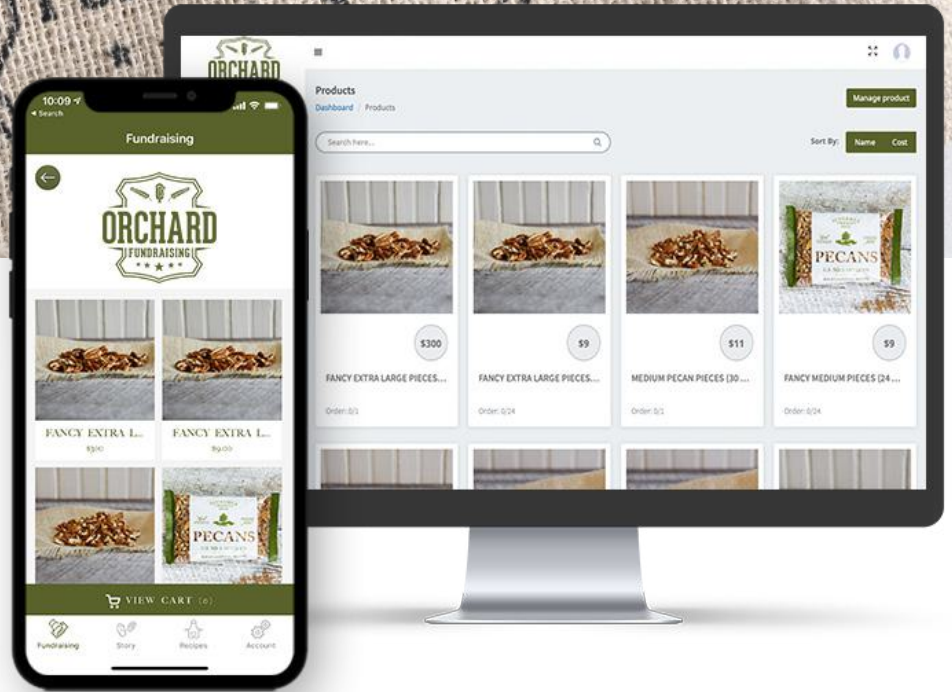 10:09
Search
Fundraising
ORCHARD
FUNDRAISING
FANCY EXTRA L...
FANCY EXTRA L...
$9.00
PECANS
VIEW CART (0)
Fundraising
Story
Recipes
Account
ORCHARD
Products
Dashboard / Products
Manage product
Search here...
Sort By:
Name
Cost
$300
$9
$11
$9
FANCY EXTRA LARGE PIECES...
FANCY EXTRA LARGE PIECES...
MEDIUM PECAN PIECES (30 ...
FANCY MEDIUM PIECES (24 ...
Order: 0/1
Order: 0/24
Order: 0/1
Order: 0/24
PECANS